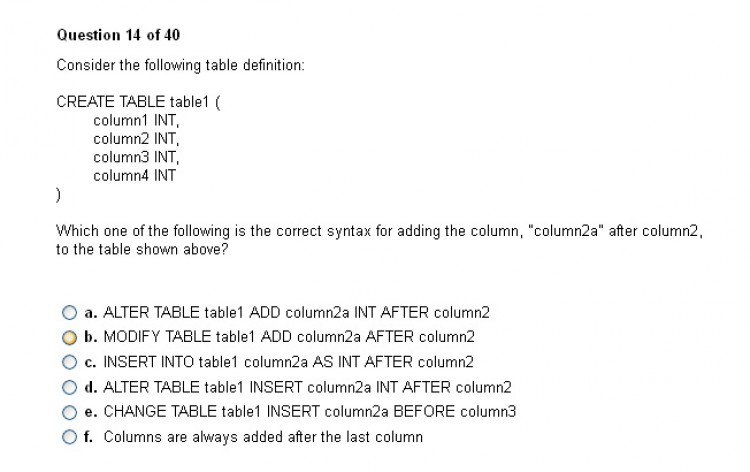 Question 14 of 40
Consider the following table definition:
CREATE TABLE table1 (
column1 INT,
column2 INT,
column3 INT,
column4 INT
)
Which one of the following is the correct syntax for adding the column, "column2a" after column2,
to the table shown above?
a. ALTER TABLE table1 ADD column2a INT AFTER column2
b. MODIFY TABLE table1 ADD column2a AFTER column2
c. INSERT INTO table1 column2a AS INT AFTER column2
d. ALTER TABLE table1 INSERT column2a INT AFTER column2
e. CHANGE TABLE table1 INSERT column2a BEFORE column3
f. Columns are always added after the last column